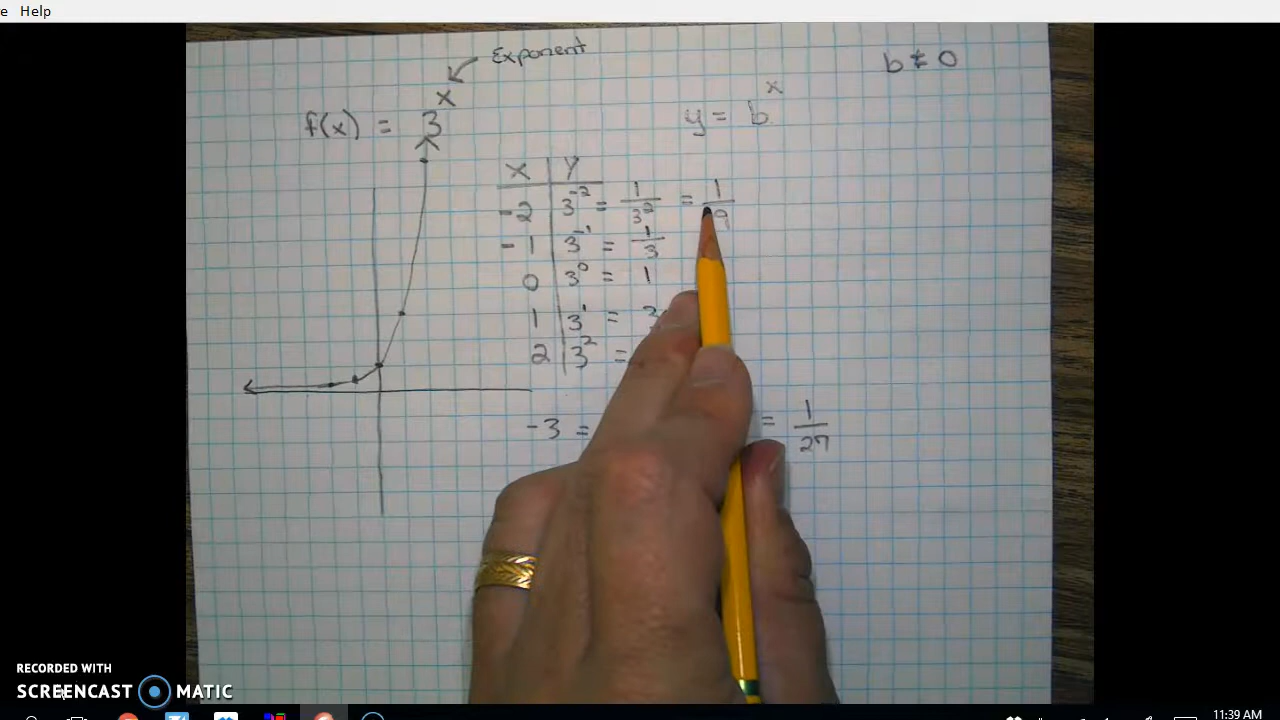 e Help
Exponent
b ≠ 0
f(x) = 3^x
y = b^x
X Y
-2 3^-2 = 1/3^2 = 1/9
-1 3^-1 = 1/3
0 3^0 = 1
1 3^1 =
2 3^2 =
-3 = = 1/27
RECORDED WITH
SCREENCAST MATIC
11:39 AM